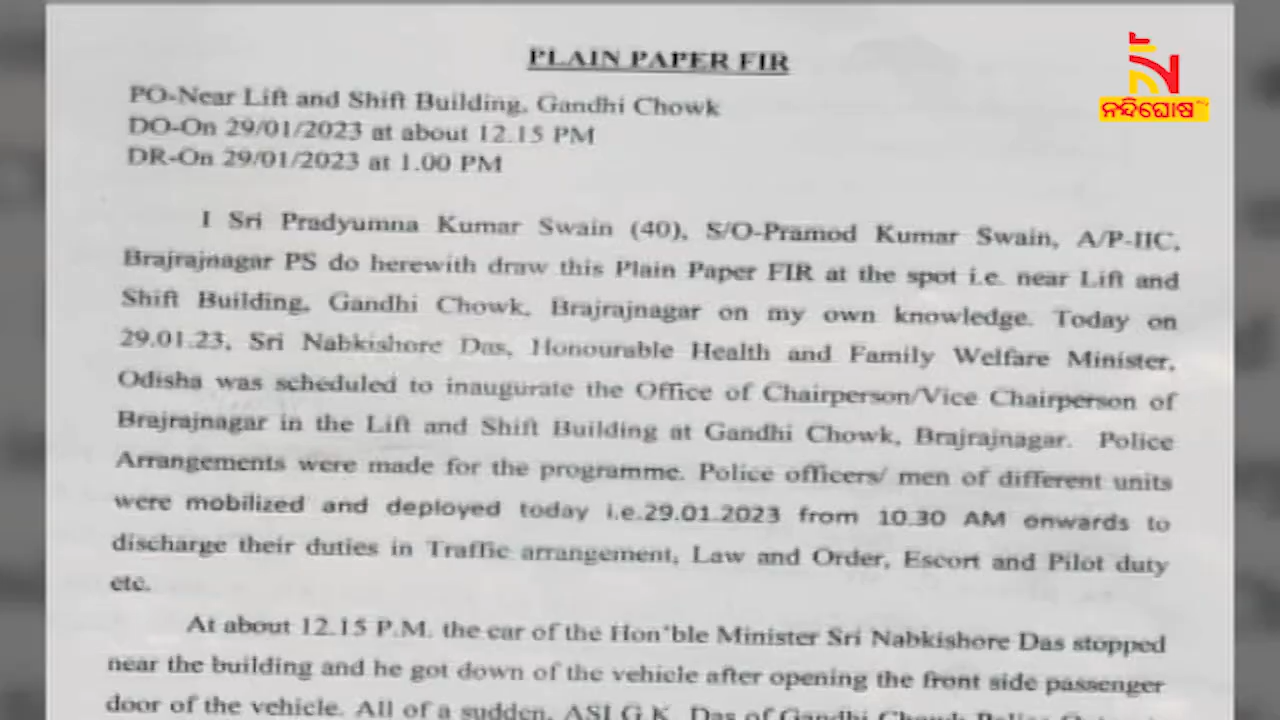 PLAIN PAPER FIR
ନନ୍ଦିଘୋଷ
PO-Near Lift and Shift Building, Gandhi Chowk
DO-On 29/01/2023 at about 12.15 PM
DR-On 29/01/2023 at 1.00 PM
I Sri Pradyumna Kumar Swain (40), S/O-Pramod Kumar Swain, A/P-IIC,
Brajrajnagar PS do herewith draw this Plain Paper FIR at the spot i.e. near Lift and
Shift Building, Gandhi Chowk, Brajrajnagar on my own knowledge. Today on
29.01.23, Sri Nabkishore Das, Honourable Health and Family Welfare Minister,
Odisha was scheduled to inaugurate the Office of Chairperson/Vice Chairperson of
Brajrajnagar in the Lift and Shift Building at Gandhi Chowk, Brajrajnagar. Police
Arrangements were made for the programme. Police officers/ men of different units
were mobilized and deployed today i.e.29.01.2023 from 10.30 AM onwards to
discharge their duties in Traffic arrangement, Law and Order, Escort and Pilot duty
etc.
At about 12.15 P.M. the car of the Hon'ble Minister Sri Nabkishore Das stopped
near the building and he got down of the vehicle after opening the front side passenger
door of the vehicle. All of a sudden, ASI G.K. Das of Gandhi Chowk Police